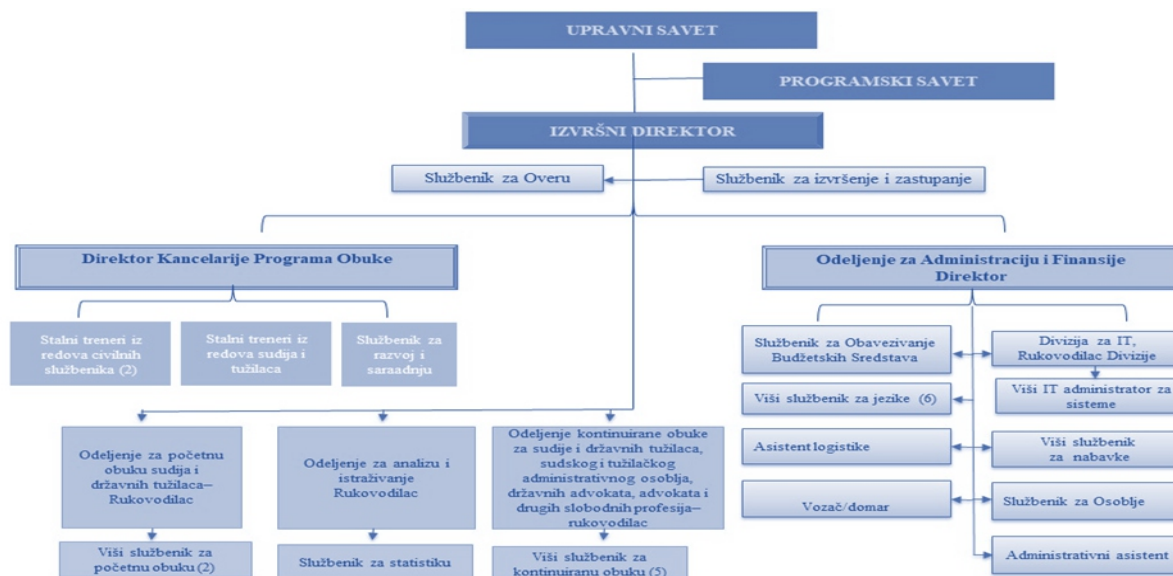 UPRAVNI SAVET
PROGRAMSKI SAVET
IZVRŠNI DIREKTOR
Službenik za Overu
Službenik za izvršenje i zastupanje
Direktor Kancelarije Programa Obuke
Odeljenje za Administraciju i Finansije
Direktor
Stalni treneri iz
redova civilnih
službenika (2)
Stalni treneri iz
redova sudija i
tužilaca
Službenik za
razvoj i
saraadnju
Službenik za Obavezivanje
Budžetskih Sredstava
Divizija za IT,
Rukovodilac Divizije
Viši IT administrator za
sisteme
Viši službenik za jezike (6)
Asistent logistike
Viši službenik
za nabavke
Vozač/domar
Službenik za Osoblje
Administrativni asistent
Odeljenje za početnu
obuku sudija i
državnih tužilaca–
Rukovodilac
Odeljenje za analizu i
istraživanje
Rukovodilac
Odeljenje kontinuirane obuke
za sudije i državnih tužilaca,
sudskog i tužilačkog
administrativnog osoblja,
državnih advokata, advokata i
drugih slobodnih profesija–
rukovodilac
Viši službenik za
početnu obuku (2)
Službenik za statistiku
Viši službenik za
kontinuiranu obuku (5)